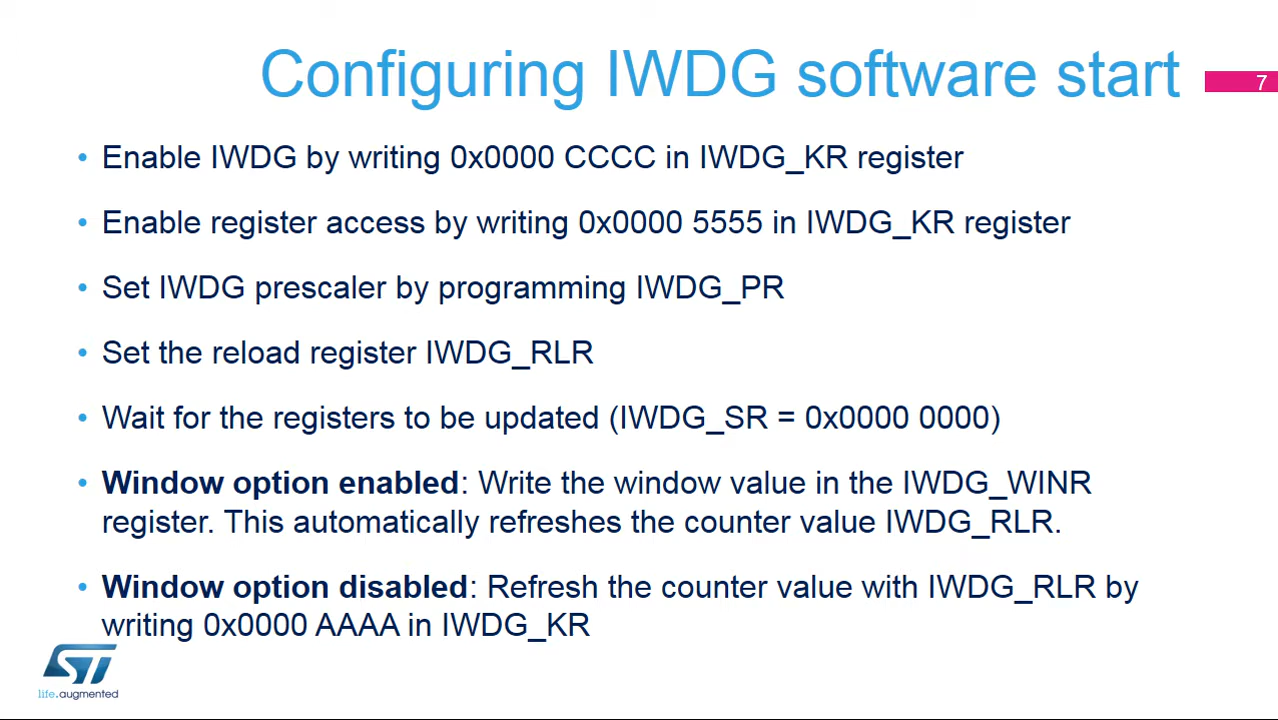 Configuring IWDG software start
7
• Enable IWDG by writing 0x0000 CCCC in IWDG_KR register
• Enable register access by writing 0x0000 5555 in IWDG_KR register
• Set IWDG prescaler by programming IWDG_PR
• Set the reload register IWDG_RLR
• Wait for the registers to be updated (IWDG_SR = 0x0000 0000)
• Window option enabled: Write the window value in the IWDG_WINR
register. This automatically refreshes the counter value IWDG_RLR.
• Window option disabled: Refresh the counter value with IWDG_RLR by
writing 0x0000 AAAA in IWDG_KR
ST
life.augmented